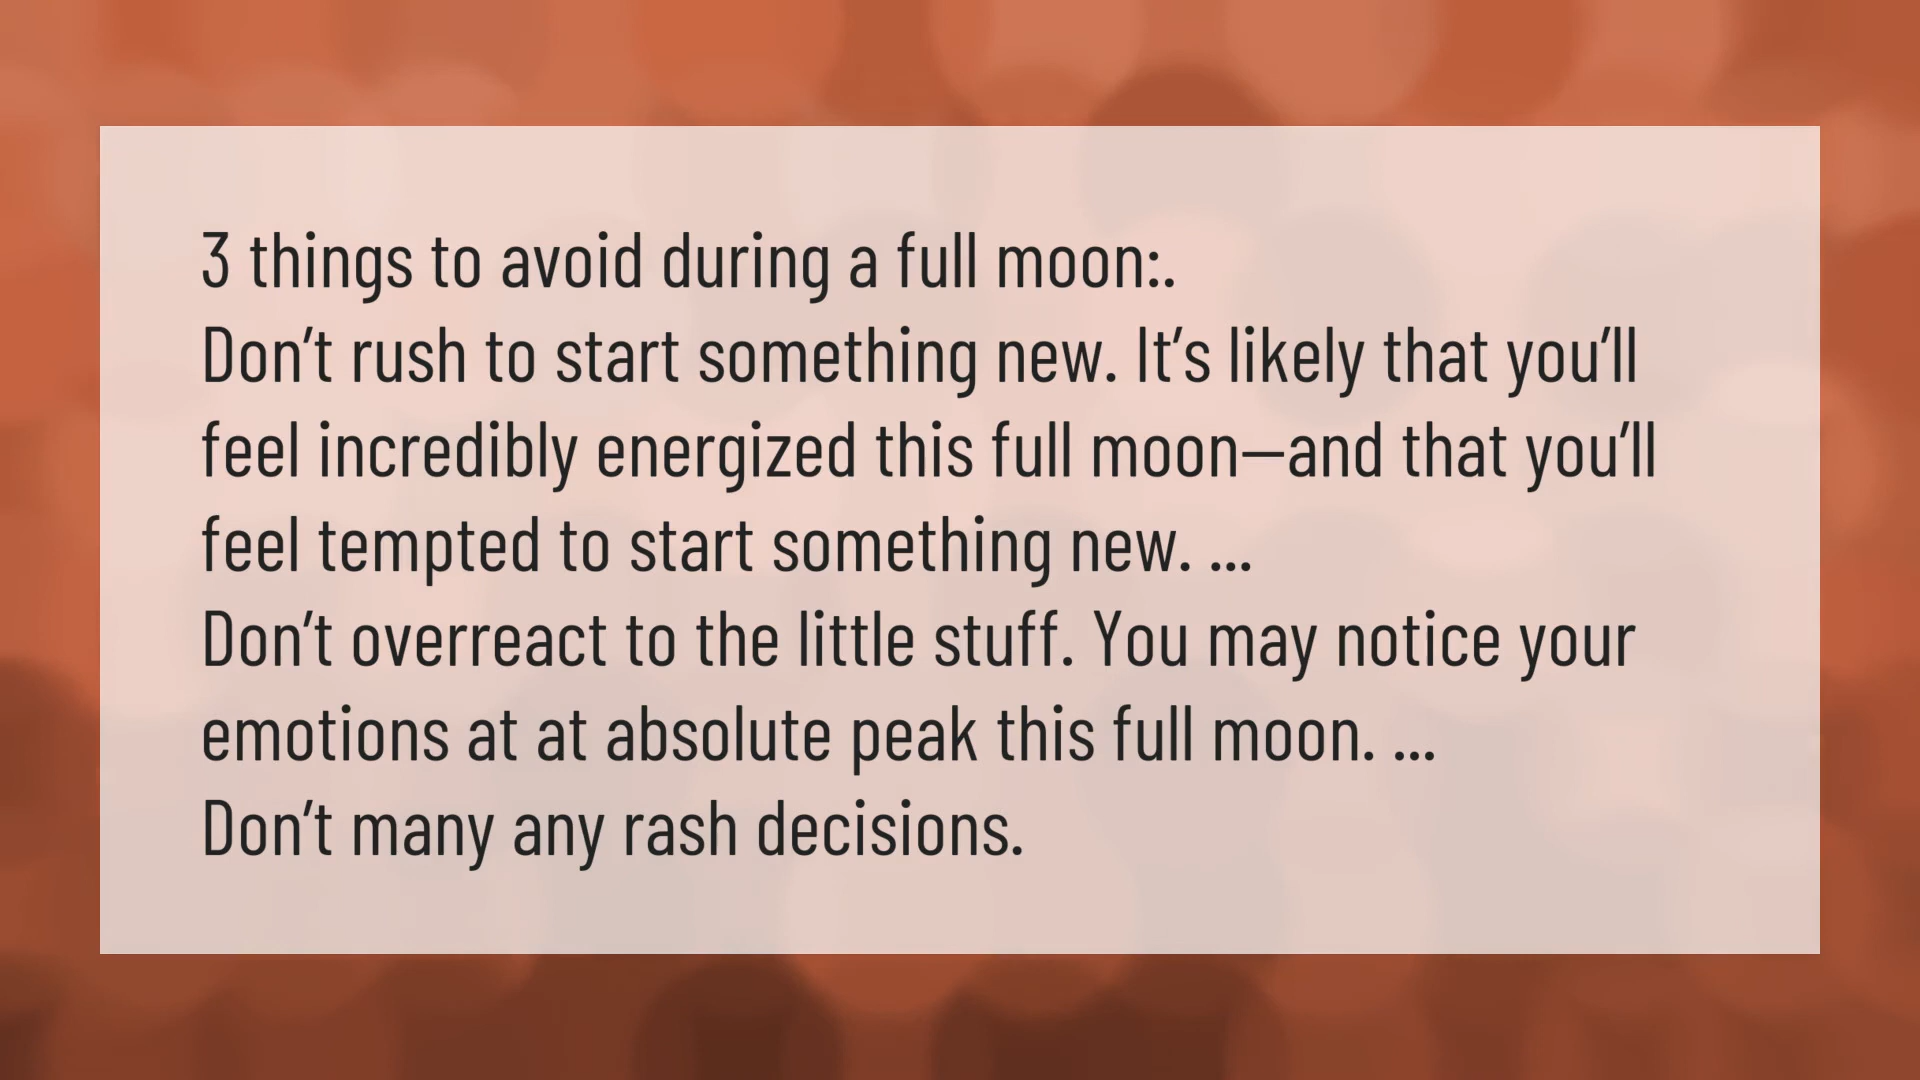 3 things to avoid during a full moon:.
Don’t rush to start something new. It’s likely that you’ll
feel incredibly energized this full moon—and that you’ll
feel tempted to start something new. ...
Don’t overreact to the little stuff. You may notice your
emotions at at absolute peak this full moon. ...
Don’t many any rash decisions.